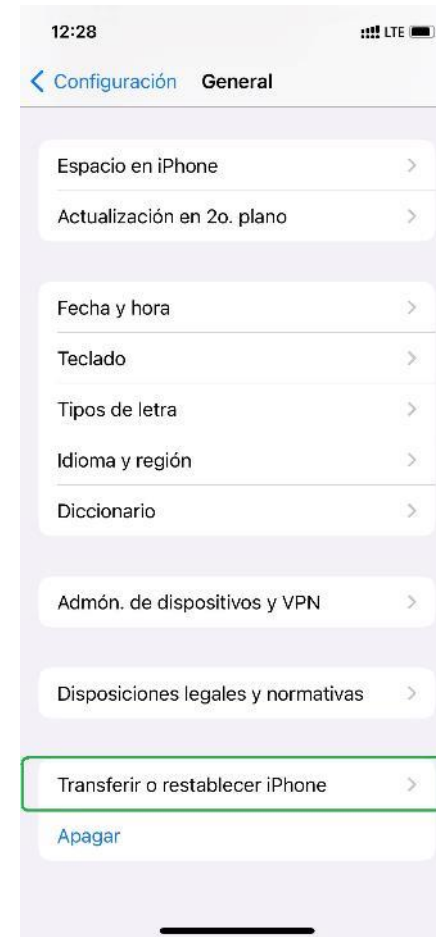 12:28
LTE
Configuración General
Espacio en iPhone
Actualización en 2o. plano
Fecha y hora
Teclado
Tipos de letra
Idioma y región
Diccionario
Admón. de dispositivos y VPN
Disposiciones legales y normativas
Transferir o restablecer iPhone
Apagar